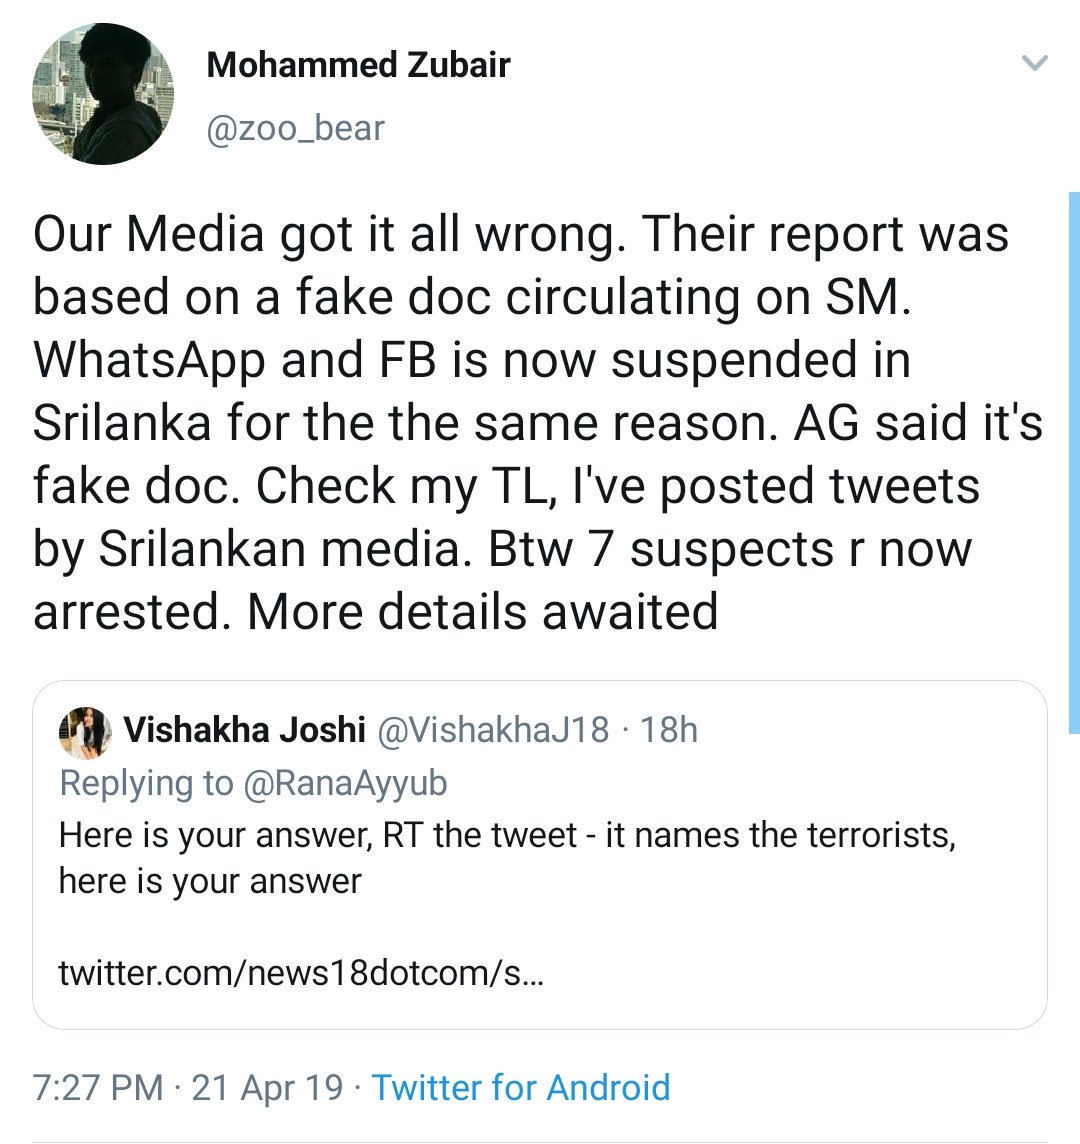 Mohammed Zubair
@zoo_bear
Our Media got it all wrong. Their report was
based on a fake doc circulating on SM.
WhatsApp and FB is now suspended in
Srilanka for the the same reason. AG said it's
fake doc. Check my TL, I've posted tweets
by Srilankan media. Btw 7 suspects r now
arrested. More details awaited
Vishakha Joshi @VishakhaJ18 · 18h
Replying to @RanaAyyub
Here is your answer, RT the tweet - it names the terrorists,
here is your answer
twitter.com/news18dotcom/s...
7:27 PM · 21 Apr 19 · Twitter for Android